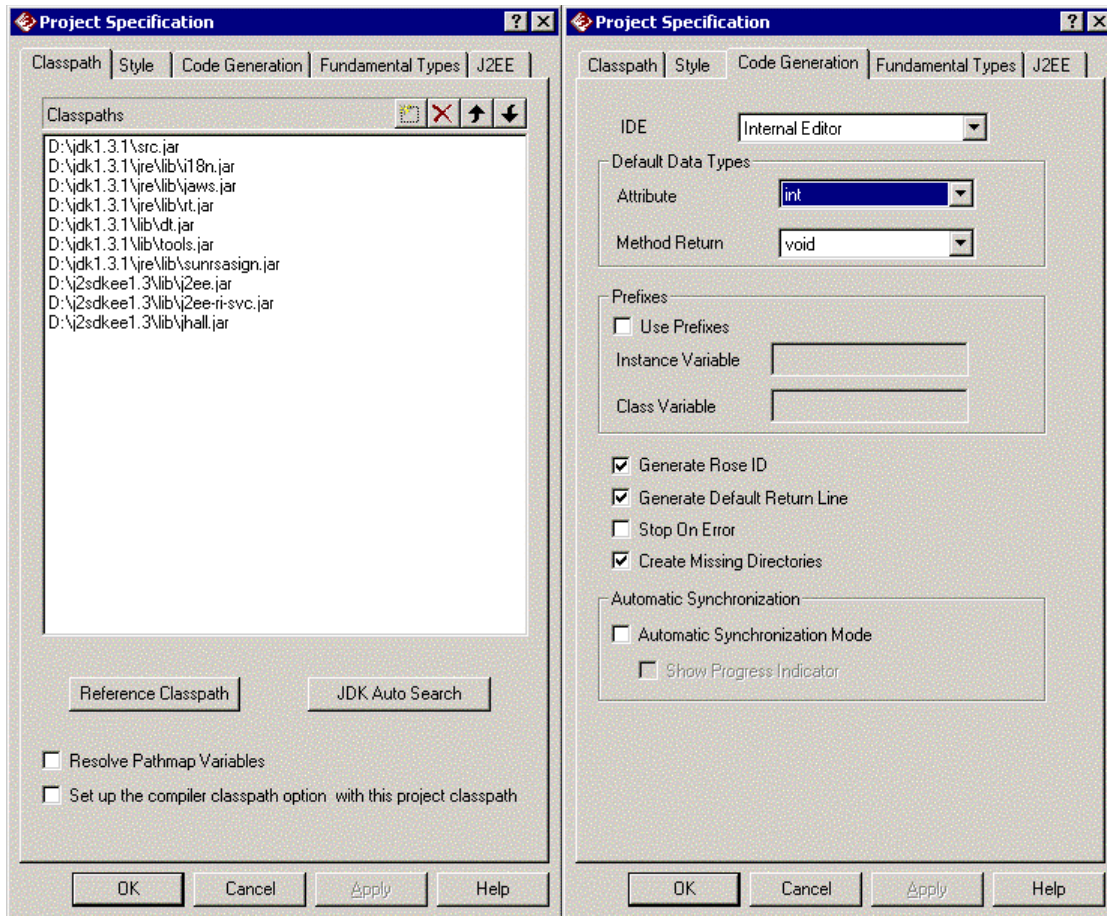 Project Specification
Classpath Style Code Generation Fundamental Types J2EE
Classpaths
D:\jdk1.3.1\src.jar
D:\jdk1.3.1\jre\lib\i18n.jar
D:\jdk1.3.1\jre\lib\jaws.jar
D:\jdk1.3.1\jre\lib\rt.jar
D:\jdk1.3.1\lib\dt.jar
D:\jdk1.3.1\lib\tools.jar
D:\jdk1.3.1\jre\lib\sunrsasign.jar
D:\j2sdkee1.3\lib\j2ee.jar
D:\j2sdkee1.3\lib\j2ee-ri-svc.jar
D:\j2sdkee1.3\lib\jhall.jar
Reference Classpath JDK Auto Search
Resolve Pathmap Variables
Set up the compiler classpath option with this project classpath
OK Cancel Apply Help
Project Specification
Classpath Style Code Generation Fundamental Types J2EE
IDE Internal Editor
Default Data Types
Attribute int
Method Return void
Prefixes
Use Prefixes
Instance Variable
Class Variable
Generate Rose ID
Generate Default Return Line
Stop On Error
Create Missing Directories
Automatic Synchronization
Automatic Synchronization Mode
Show Progress Indicator
OK Cancel Apply Help